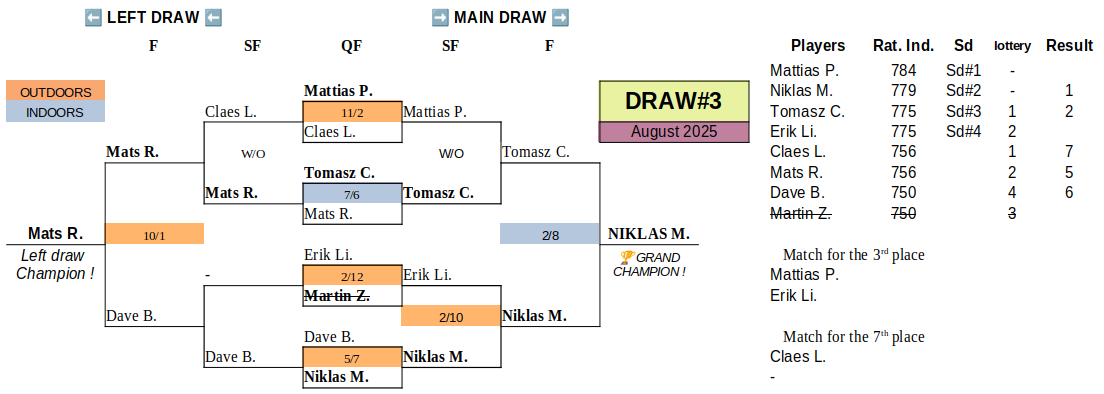 ⬅ LEFT DRAW ⬅ ➡ MAIN DRAW ➡
F SF QF SF F
Players Rat. Ind. Sd lottery Result
Mattias P. 784 Sd#1 -
Niklas M. 779 Sd#2 - 1
Tomasz C. 775 Sd#3 1 2
Erik Li. 775 Sd#4 2
Claes L. 756 1 7
Mats R. 756 2 5
Dave B. 750 4 6
Martin Z. 750 3
OUTDOORS
INDOORS
DRAW#3
August 2025
Mattias P.
Claes L. 11/2 Mattias P.
Claes L.
W/O W/O
Mats R. Tomasz C.
Tomasz C.
Mats R. 7/6 Tomasz C.
Mats R.
Mats R. 10/1 2/8 NIKLAS M.
Left draw
Champion !
🏆GRAND
CHAMPION !
Erik Li.
- 2/12 Erik Li.
Martin Z.
Dave B. 2/10 Niklas M.
Dave B.
Dave B. 5/7 Niklas M.
Niklas M.
Match for the 3rd place
Mattias P.
Erik Li.
Match for the 7th place
Claes L.
-